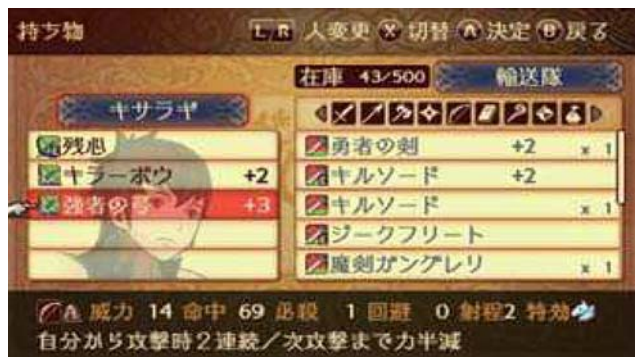 持ち物
L R 人変更 X 切替 A 決定 B 戻る
在庫 43/500
輸送隊
キサラギ
残心
キラーボウ +2
強者の弓 +3
勇者の剣 +2 x 1
キルソード +2
キルソード x 1
ジークフリート
魔剣ガングレリ x 1
A 威力 14 命中 69 必殺 1 回避 0 射程2 特効
自分から攻撃時2連続/次攻撃まで力半減